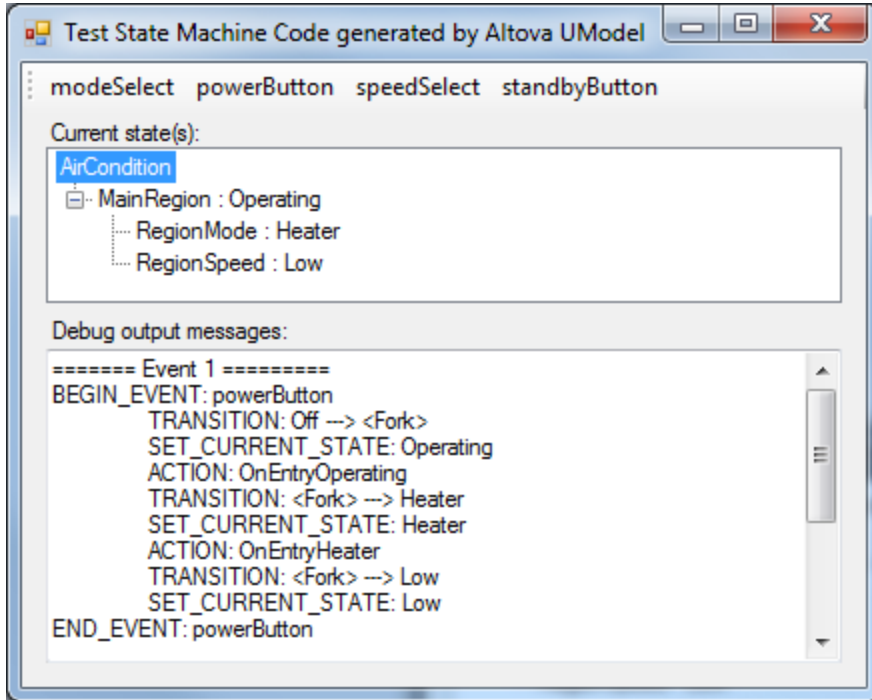 Test State Machine Code generated by Altova UModel
modeSelect powerButton speedSelect standbyButton
Current state(s):
AirCondition
MainRegion : Operating
RegionMode : Heater
RegionSpeed : Low
Debug output messages:
======= Event 1 =========
BEGIN_EVENT: powerButton
TRANSITION: Off ---> <Fork>
SET_CURRENT_STATE: Operating
ACTION: OnEntryOperating
TRANSITION: <Fork> ---> Heater
SET_CURRENT_STATE: Heater
ACTION: OnEntryHeater
TRANSITION: <Fork> ---> Low
SET_CURRENT_STATE: Low
END_EVENT: powerButton